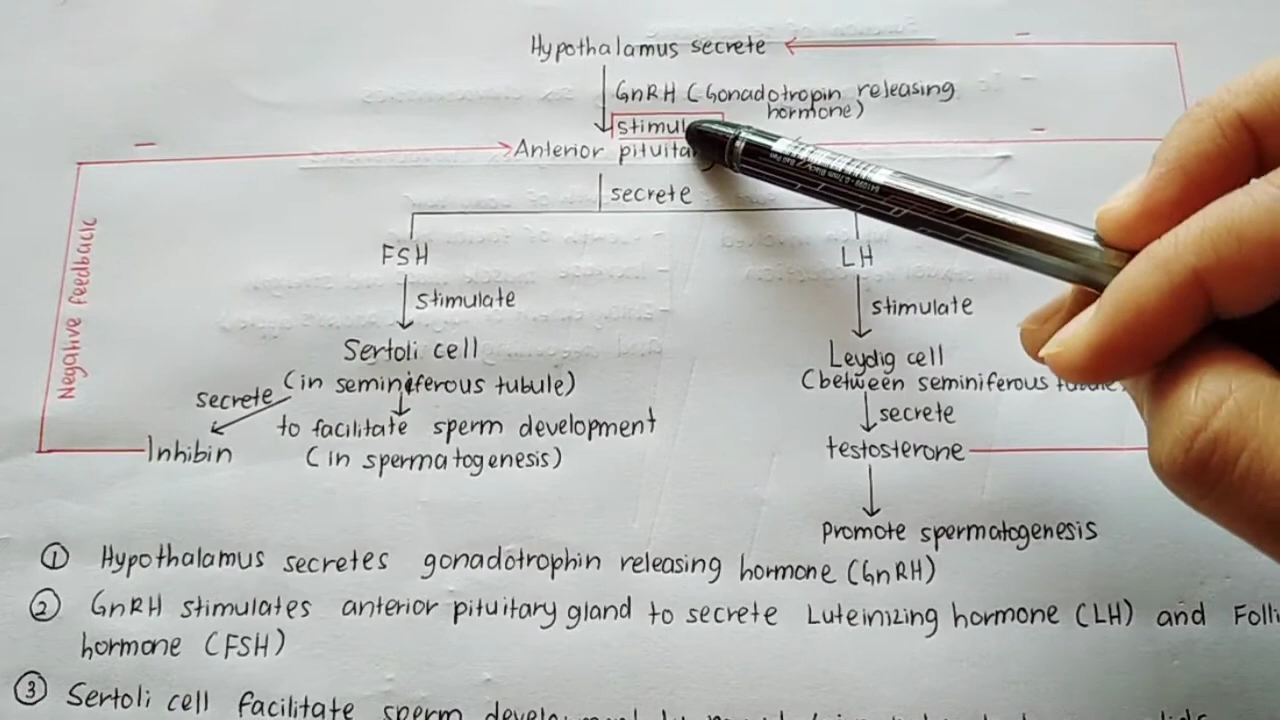 Hypothalamus secrete
GnRH (Gonadotropin releasing
hormone)
stimul
Anterior pituitar
secrete
FSH
LH
stimulate
stimulate
Sertoli cell
(in seminiferous tubule)
Leydig cell
(between seminiferous tubule)
secrete
secrete
to facilitate sperm development
(in spermatogenesis)
Inhibin
testosterone
Promote spermatogenesis
Negative feedback
① Hypothalamus secretes gonadotrophin releasing hormone (GnRH)
② GnRH stimulates anterior pituitary gland to secrete Luteinizing hormone (LH) and Folli
hormone (FSH)
③ Sertoli cell facilitate sperm